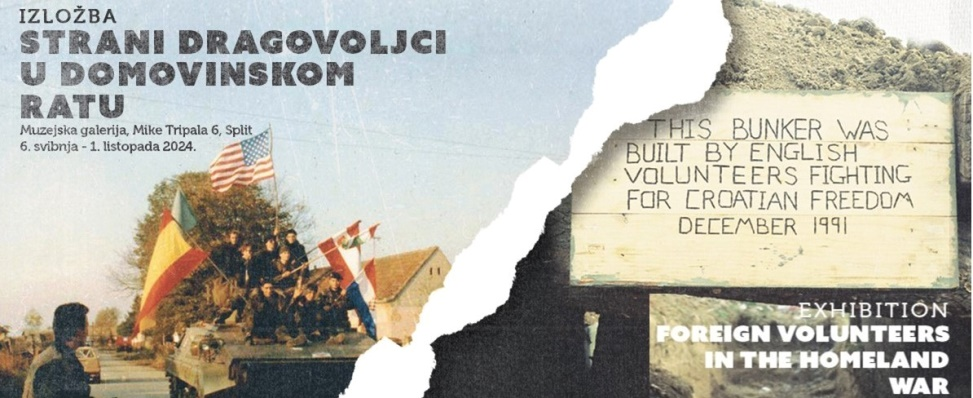 IZLOŽBA
STRANI DRAGOVOLJCI
U DOMOVINSKOM
RATU
Muzejska galerija, Mike Tripala 6, Split
6. svibnja - 1. listopada 2024.
THIS BUNKER WAS
BUILT BY ENGLISH
VOLUNTEERS FIGHTING
FOR CROATIAN FREEDOM
DECEMBER 1991
EXHIBITION
FOREIGN VOLUNTEERS
IN THE HOMELAND
WAR